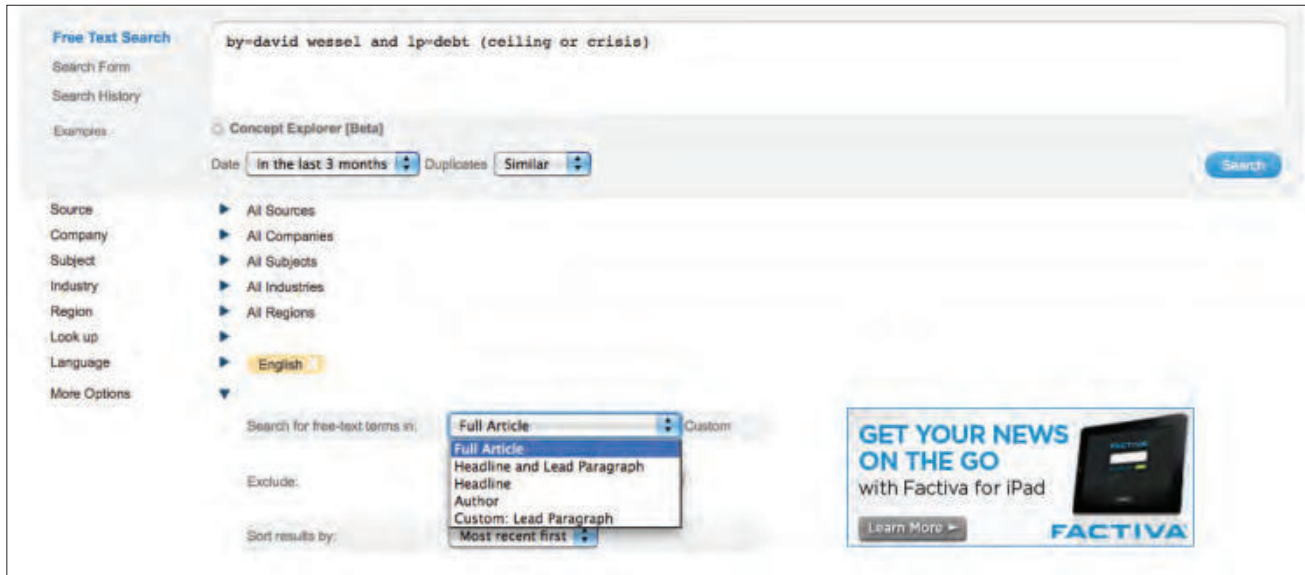 Free Text Search
by=david wessel and lp=debt (ceiling or crisis)
Search Form
Search History
Examples
Concept Explorer [Beta]
Date In the last 3 months Duplicates Similar
Search
Source All Sources
Company All Companies
Subject All Subjects
Industry All Industries
Region All Regions
Look up
Language English
More Options
Search for free-text terms in: Full Article Custom
Full Article
Headline and Lead Paragraph
Exclude: Headline
Author
Custom: Lead Paragraph
Sort results by: Most recent first
GET YOUR NEWS
ON THE GO
with Factiva for iPad
Learn More
FACTIVA
FACTIVA